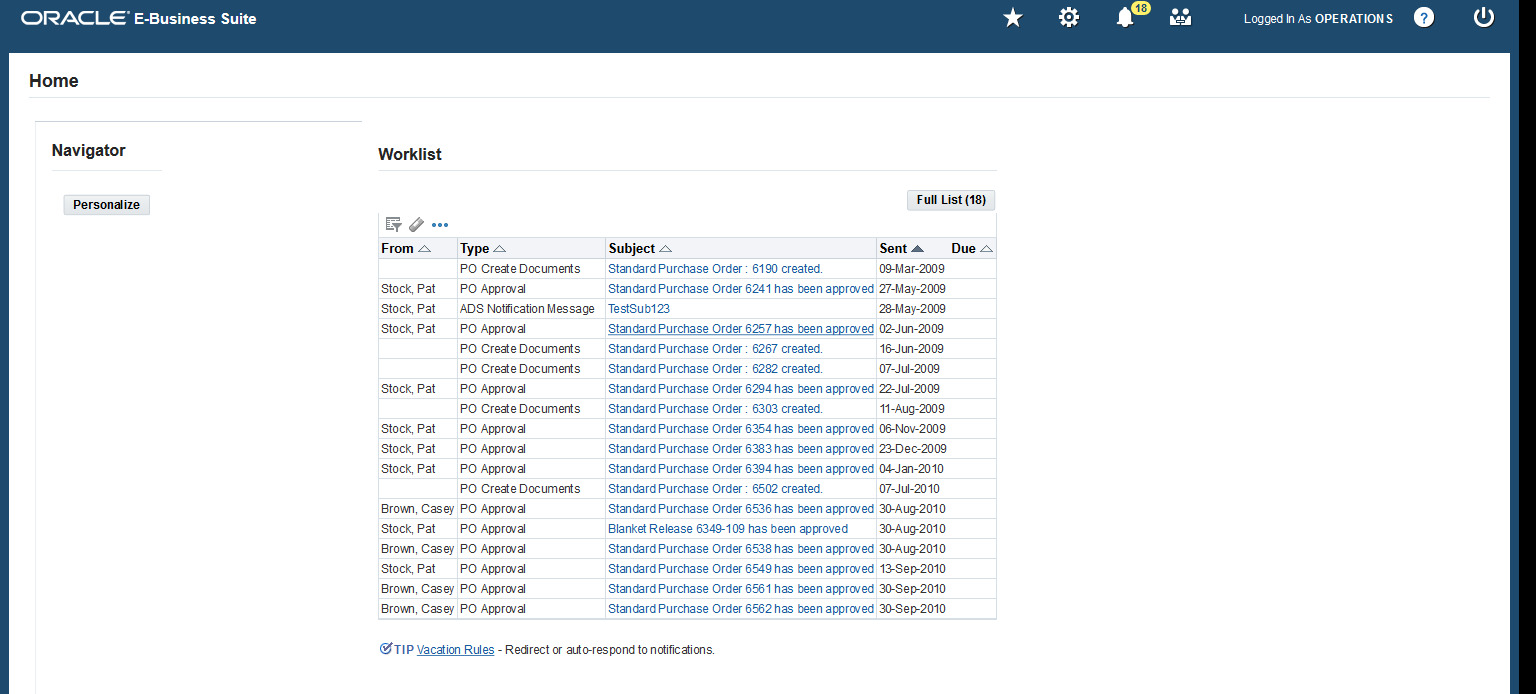 ORACLE E-Business Suite 18 Logged In As OPERATIONS ?
Home
Navigator
Personalize
Worklist
Full List (18)
From Type Subject Sent Due
PO Create Documents Standard Purchase Order : 6190 created. 09-Mar-2009
Stock, Pat PO Approval Standard Purchase Order 6241 has been approved 27-May-2009
Stock, Pat ADS Notification Message TestSub123 28-May-2009
Stock, Pat PO Approval Standard Purchase Order 6257 has been approved 02-Jun-2009
PO Create Documents Standard Purchase Order : 6267 created. 16-Jun-2009
PO Create Documents Standard Purchase Order : 6282 created. 07-Jul-2009
Stock, Pat PO Approval Standard Purchase Order 6294 has been approved 22-Jul-2009
PO Create Documents Standard Purchase Order : 6303 created. 11-Aug-2009
Stock, Pat PO Approval Standard Purchase Order 6354 has been approved 06-Nov-2009
Stock, Pat PO Approval Standard Purchase Order 6383 has been approved 23-Dec-2009
Stock, Pat PO Approval Standard Purchase Order 6394 has been approved 04-Jan-2010
PO Create Documents Standard Purchase Order : 6502 created. 07-Jul-2010
Brown, Casey PO Approval Standard Purchase Order 6536 has been approved 30-Aug-2010
Stock, Pat PO Approval Blanket Release 6349-109 has been approved 30-Aug-2010
Brown, Casey PO Approval Standard Purchase Order 6538 has been approved 30-Aug-2010
Stock, Pat PO Approval Standard Purchase Order 6549 has been approved 13-Sep-2010
Brown, Casey PO Approval Standard Purchase Order 6561 has been approved 30-Sep-2010
Brown, Casey PO Approval Standard Purchase Order 6562 has been approved 30-Sep-2010
TIP Vacation Rules - Redirect or auto-respond to notifications.